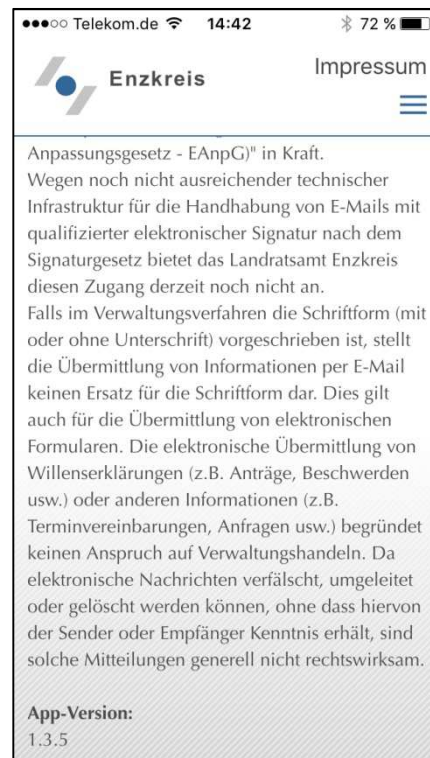 ●●●○○ Telekom.de 14:42 72 %
Enzkreis Impressum
Anpassungsgesetz - EAnpG)" in Kraft.
Wegen noch nicht ausreichender technischer
Infrastruktur für die Handhabung von E-Mails mit
qualifizierter elektronischer Signatur nach dem
Signaturgesetz bietet das Landratsamt Enzkreis
diesen Zugang derzeit noch nicht an.
Falls im Verwaltungsverfahren die Schriftform (mit
oder ohne Unterschrift) vorgeschrieben ist, stellt
die Übermittlung von Informationen per E-Mail
keinen Ersatz für die Schriftform dar. Dies gilt
auch für die Übermittlung von elektronischen
Formularen. Die elektronische Übermittlung von
Willenserklärungen (z.B. Anträge, Beschwerden
usw.) oder anderen Informationen (z.B.
Terminvereinbarungen, Anfragen usw.) begründet
keinen Anspruch auf Verwaltungshandeln. Da
elektronische Nachrichten verfälscht, umgeleitet
oder gelöscht werden können, ohne dass hiervon
der Sender oder Empfänger Kenntnis erhält, sind
solche Mitteilungen generell nicht rechtswirksam.
App-Version:
1.3.5